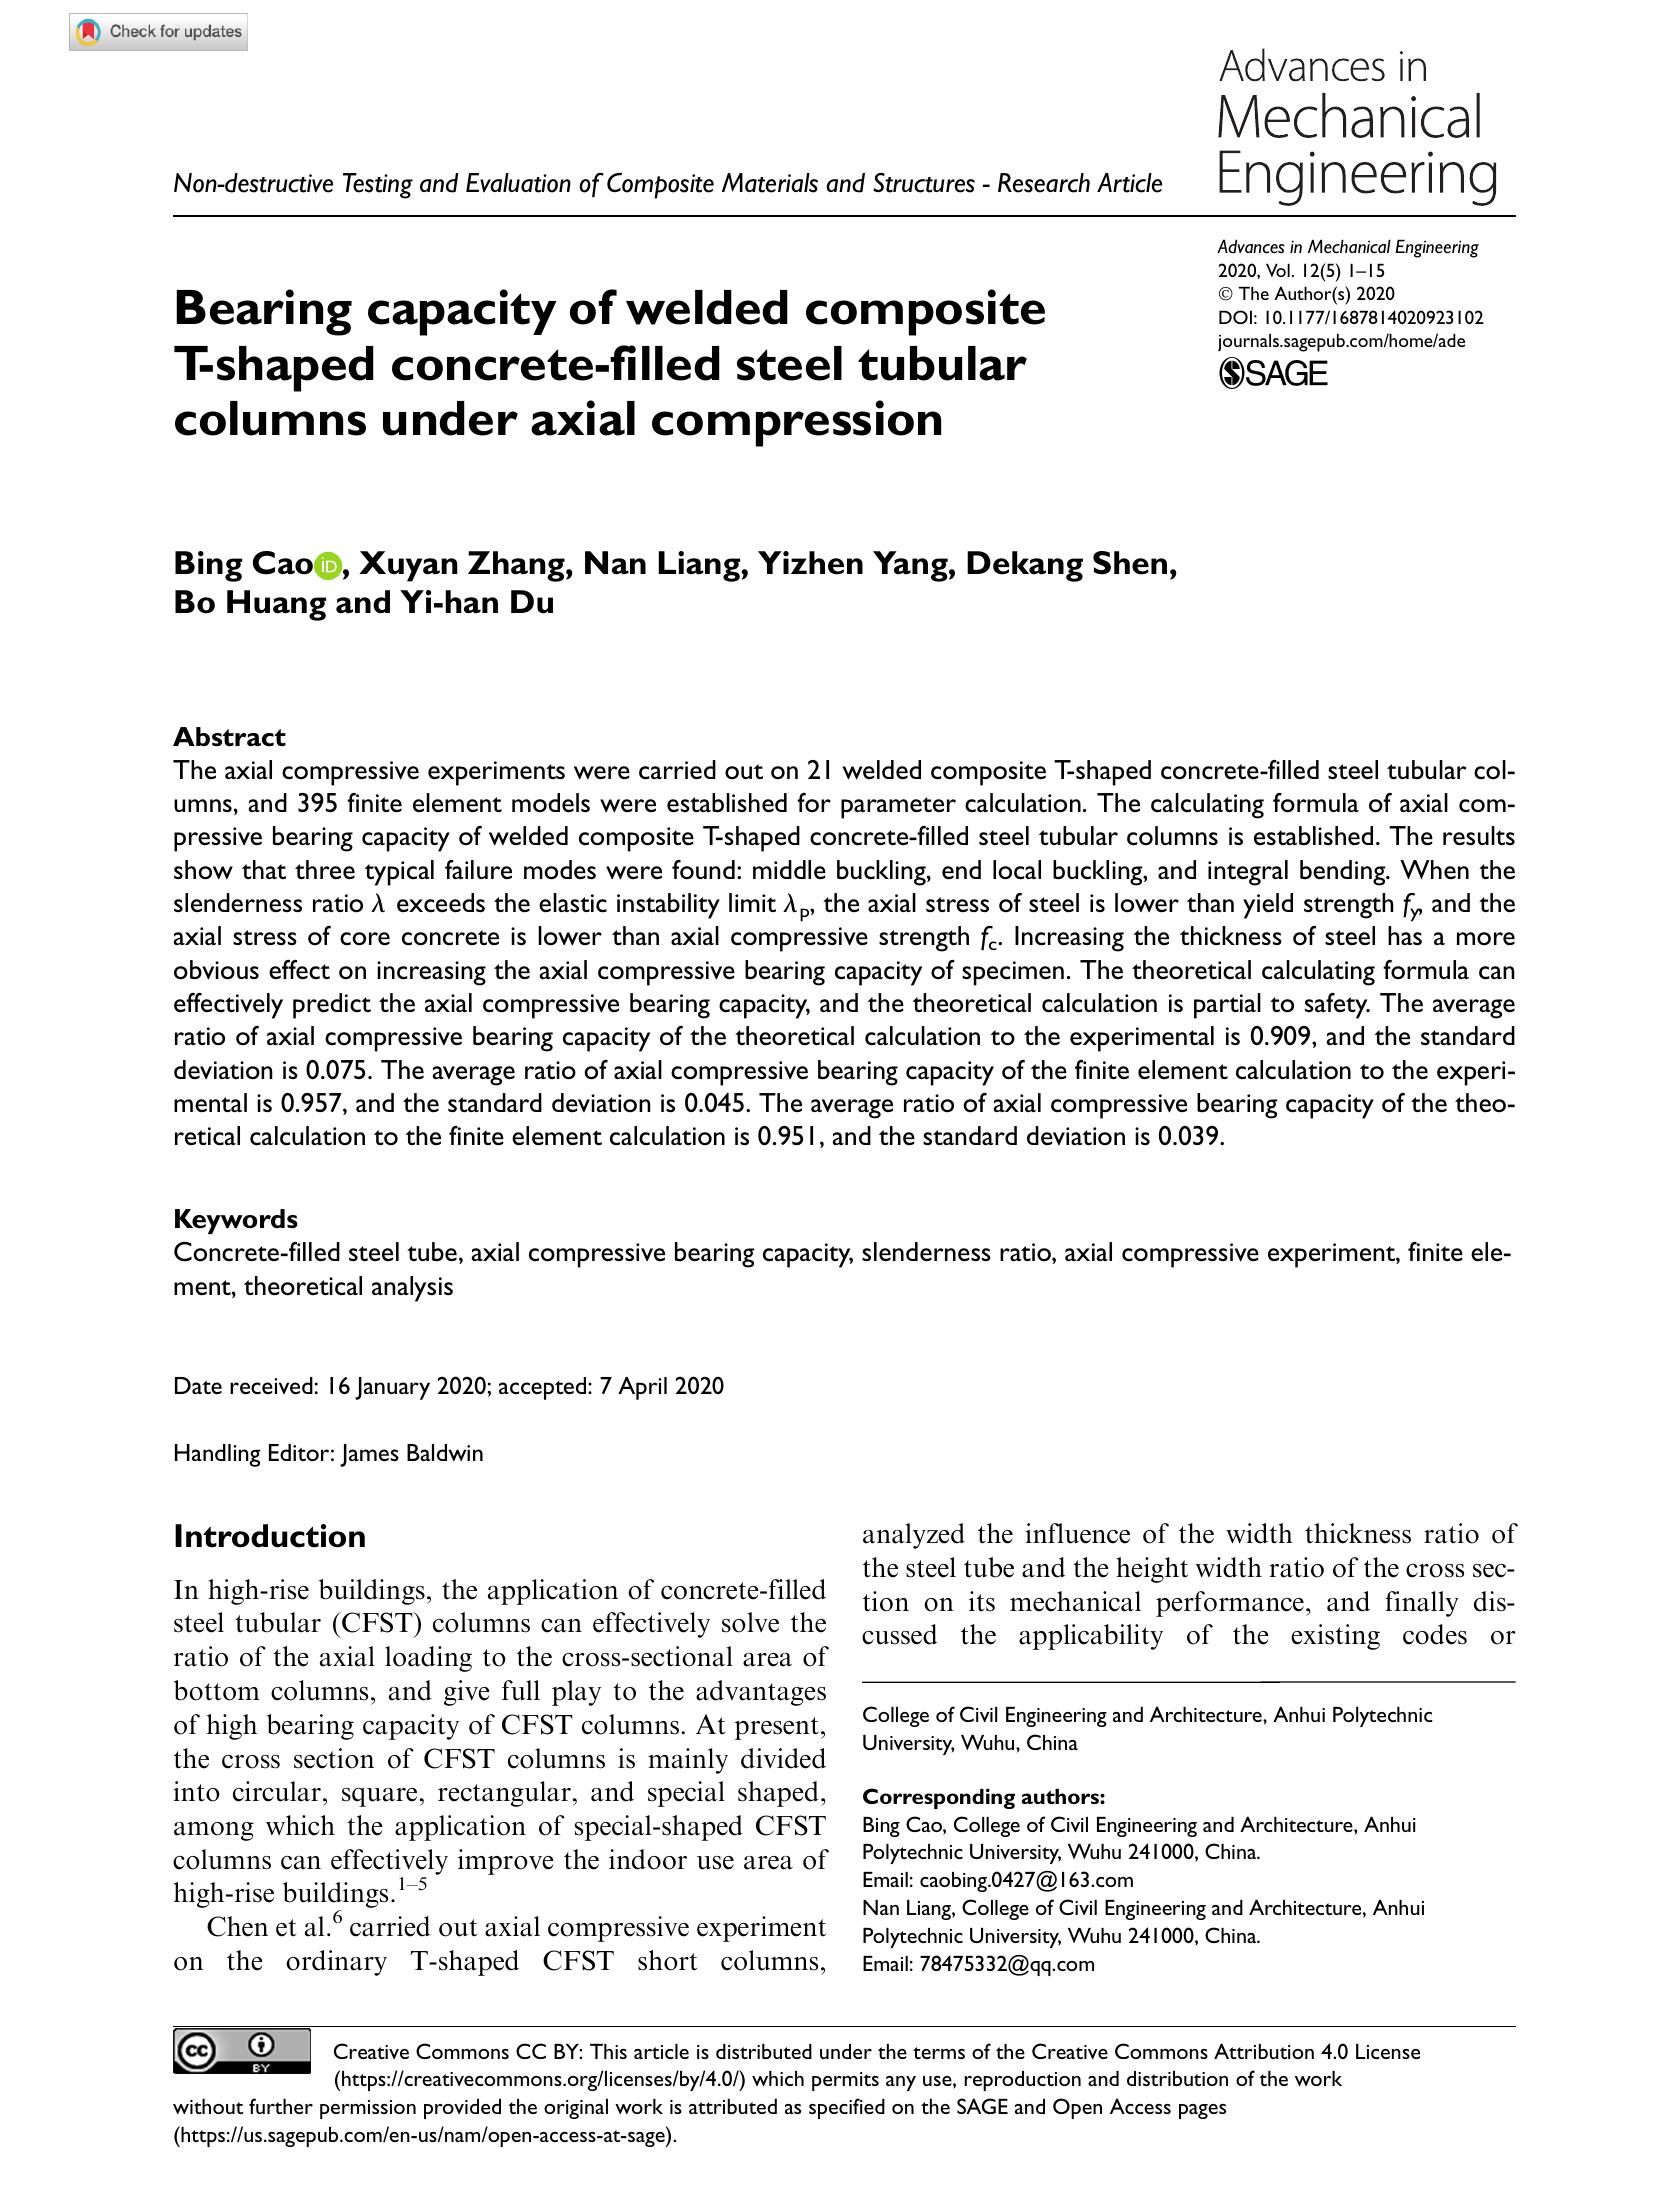 Check for updates
Advances in
Mechanical
Engineering
Non-destructive Testing and Evaluation of Composite Materials and Structures - Research Article
Advances in Mechanical Engineering
2020, Vol. 12(5) 1–15
© The Author(s) 2020
DOI: 10.1177/1687814020923102
journals.sagepub.com/home/ade
SAGE
Bearing capacity of welded composite
T-shaped concrete-filled steel tubular
columns under axial compression
Bing Cao iD, Xuyan Zhang, Nan Liang, Yizhen Yang, Dekang Shen,
Bo Huang and Yi-han Du
Abstract
The axial compressive experiments were carried out on 21 welded composite T-shaped concrete-filled steel tubular col-
umns, and 395 finite element models were established for parameter calculation. The calculating formula of axial com-
pressive bearing capacity of welded composite T-shaped concrete-filled steel tubular columns is established. The results
show that three typical failure modes were found: middle buckling, end local buckling, and integral bending. When the
slenderness ratio λ exceeds the elastic instability limit λp, the axial stress of steel is lower than yield strength fy, and the
axial stress of core concrete is lower than axial compressive strength fc. Increasing the thickness of steel has a more
obvious effect on increasing the axial compressive bearing capacity of specimen. The theoretical calculating formula can
effectively predict the axial compressive bearing capacity, and the theoretical calculation is partial to safety. The average
ratio of axial compressive bearing capacity of the theoretical calculation to the experimental is 0.909, and the standard
deviation is 0.075. The average ratio of axial compressive bearing capacity of the finite element calculation to the experi-
mental is 0.957, and the standard deviation is 0.045. The average ratio of axial compressive bearing capacity of the theo-
retical calculation to the finite element calculation is 0.951, and the standard deviation is 0.039.
Keywords
Concrete-filled steel tube, axial compressive bearing capacity, slenderness ratio, axial compressive experiment, finite ele-
ment, theoretical analysis
Date received: 16 January 2020; accepted: 7 April 2020
Handling Editor: James Baldwin
Introduction
In high-rise buildings, the application of concrete-filled
steel tubular (CFST) columns can effectively solve the
ratio of the axial loading to the cross-sectional area of
bottom columns, and give full play to the advantages
of high bearing capacity of CFST columns. At present,
the cross section of CFST columns is mainly divided
into circular, square, rectangular, and special shaped,
among which the application of special-shaped CFST
columns can effectively improve the indoor use area of
high-rise buildings.1–5
Chen et al.6 carried out axial compressive experiment
on the ordinary T-shaped CFST short columns,
analyzed the influence of the width thickness ratio of
the steel tube and the height width ratio of the cross sec-
tion on its mechanical performance, and finally dis-
cussed the applicability of the existing codes or
College of Civil Engineering and Architecture, Anhui Polytechnic
University, Wuhu, China
Corresponding authors:
Bing Cao, College of Civil Engineering and Architecture, Anhui
Polytechnic University, Wuhu 241000, China.
Email: caobing.0427@163.com
Nan Liang, College of Civil Engineering and Architecture, Anhui
Polytechnic University, Wuhu 241000, China.
Email: 78475332@qq.com
cc BY
Creative Commons CC BY: This article is distributed under the terms of the Creative Commons Attribution 4.0 License
(https://creativecommons.org/licenses/by/4.0/) which permits any use, reproduction and distribution of the work
without further permission provided the original work is attributed as specified on the SAGE and Open Access pages
(https://us.sagepub.com/en-us/nam/open-access-at-sage).